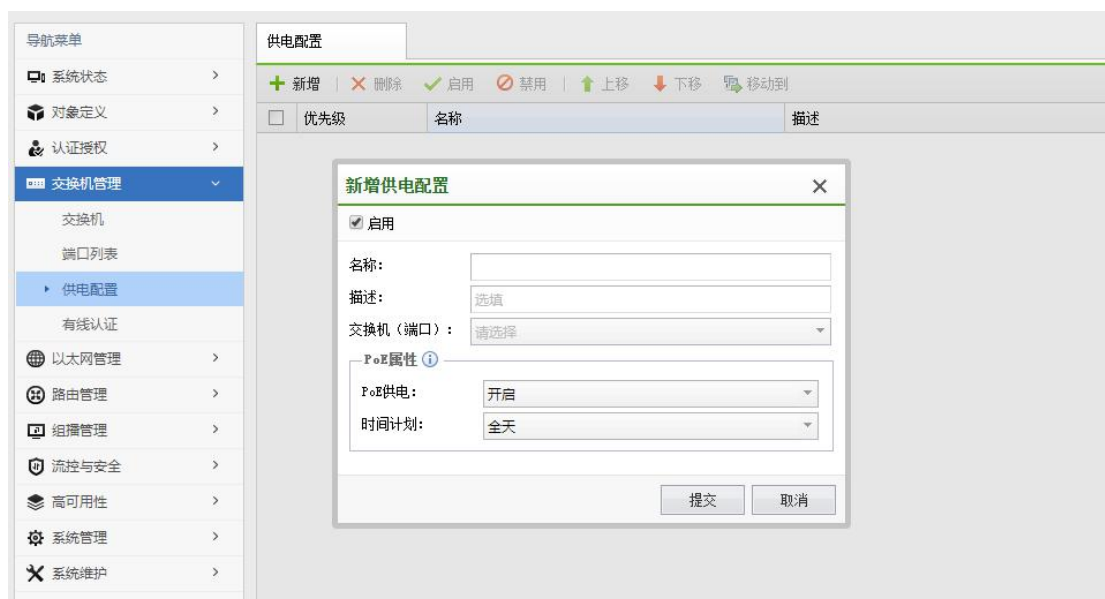 导航菜单
系统状态
对象定义
认证授权
交换机管理
交换机
端口列表
供电配置
有线认证
以太网管理
路由管理
组播管理
流控与安全
高可用性
系统管理
系统维护
供电配置
新增 删除 启用 禁用 上移 下移 移动到
优先级 名称 描述
新增供电配置
启用
名称：
描述： 选填
交换机（端口）： 请选择
PoE属性
PoE供电： 开启
时间计划： 全天
提交 取消